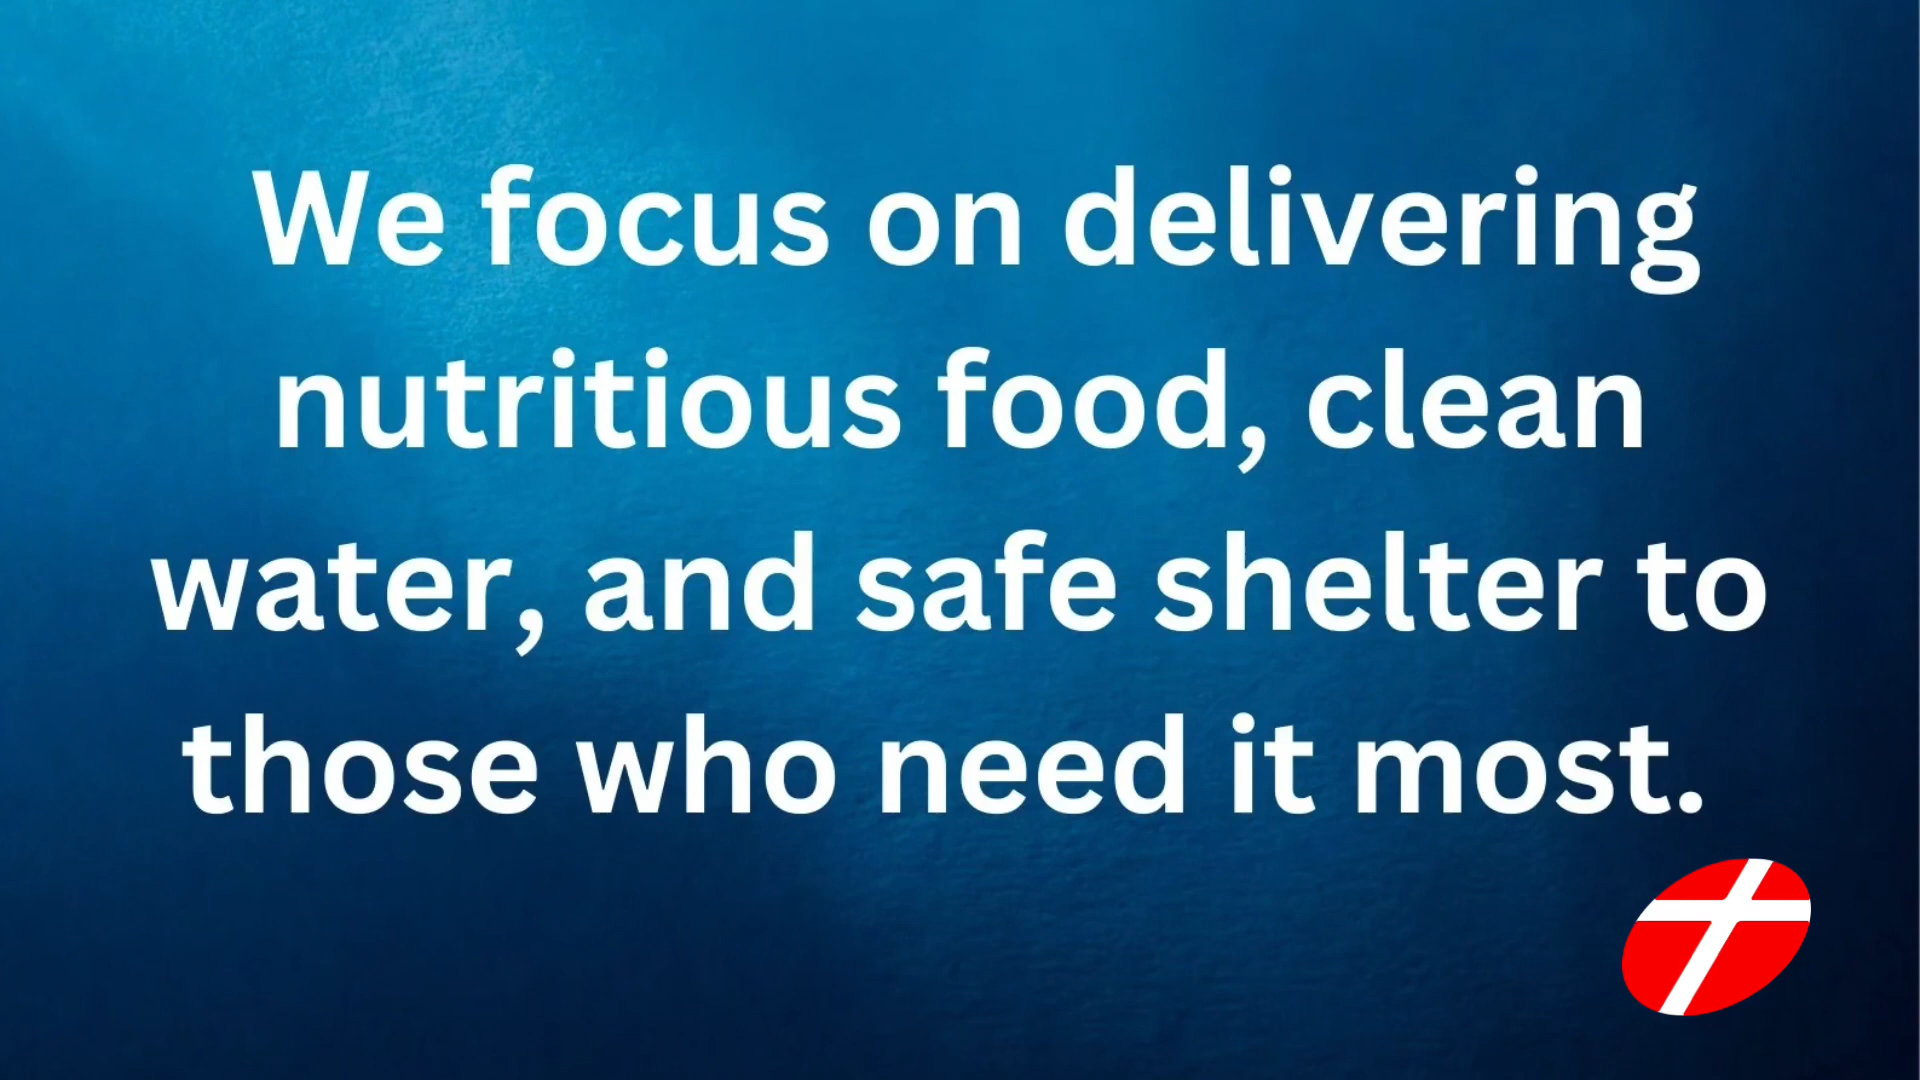 We focus on delivering
nutritious food, clean
water, and safe shelter to
those who need it most.